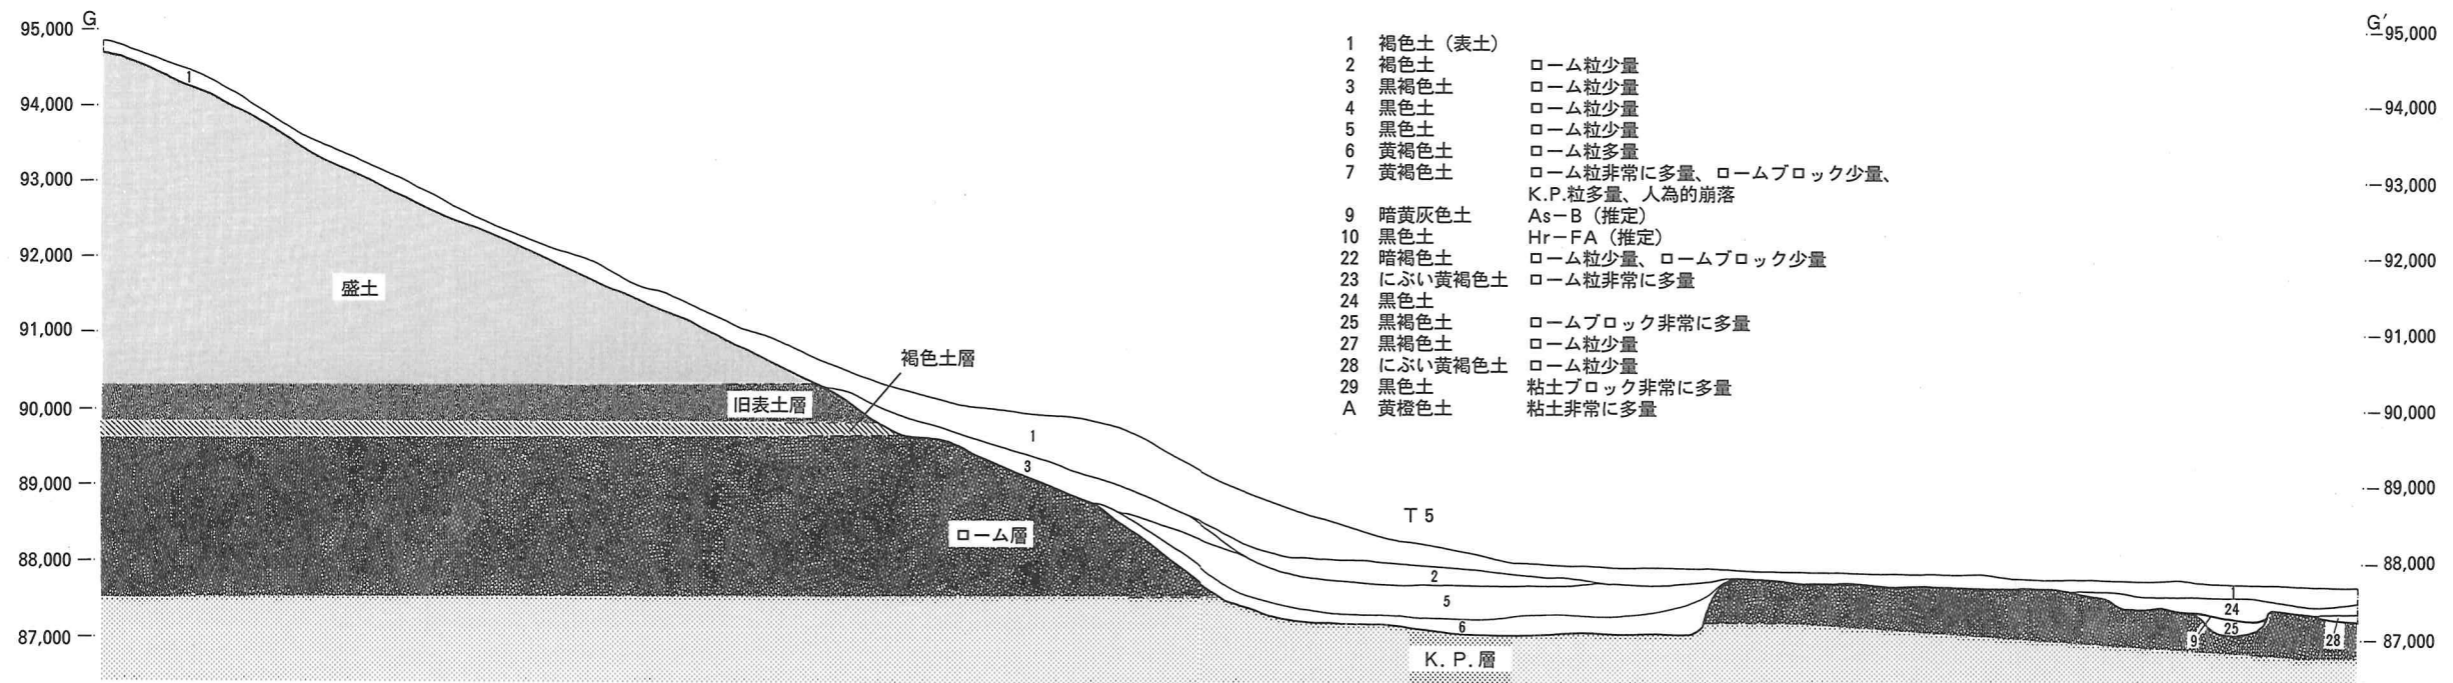 G
95,000
94,000
93,000
92,000
91,000
90,000
89,000
88,000
87,000
1
盛土
褐色土層
旧表土層
ローム層
1
3
T 5
2
5
6
K. P. 層
1 褐色土（表土）
2 褐色土 ローム粒少量
3 黒褐色土 ローム粒少量
4 黒色土 ローム粒少量
5 黒色土 ローム粒少量
6 黄褐色土 ローム粒多量
7 黄褐色土 ローム粒非常に多量、ロームブロック少量、
K.P.粒多量、人為的崩落
9 暗黄灰色土 As－B（推定）
10 黒色土 Hr－FA（推定）
22 暗褐色土 ローム粒少量、ロームブロック少量
23 にぶい黄褐色土 ローム粒非常に多量
24 黒色土
25 黒褐色土 ロームブロック非常に多量
27 黒褐色土 ローム粒少量
28 にぶい黄褐色土 ローム粒少量
29 黒色土 粘土ブロック非常に多量
A 黄橙色土 粘土非常に多量
1
24
9
25
28
G′
95,000
94,000
93,000
92,000
91,000
90,000
89,000
88,000
87,000